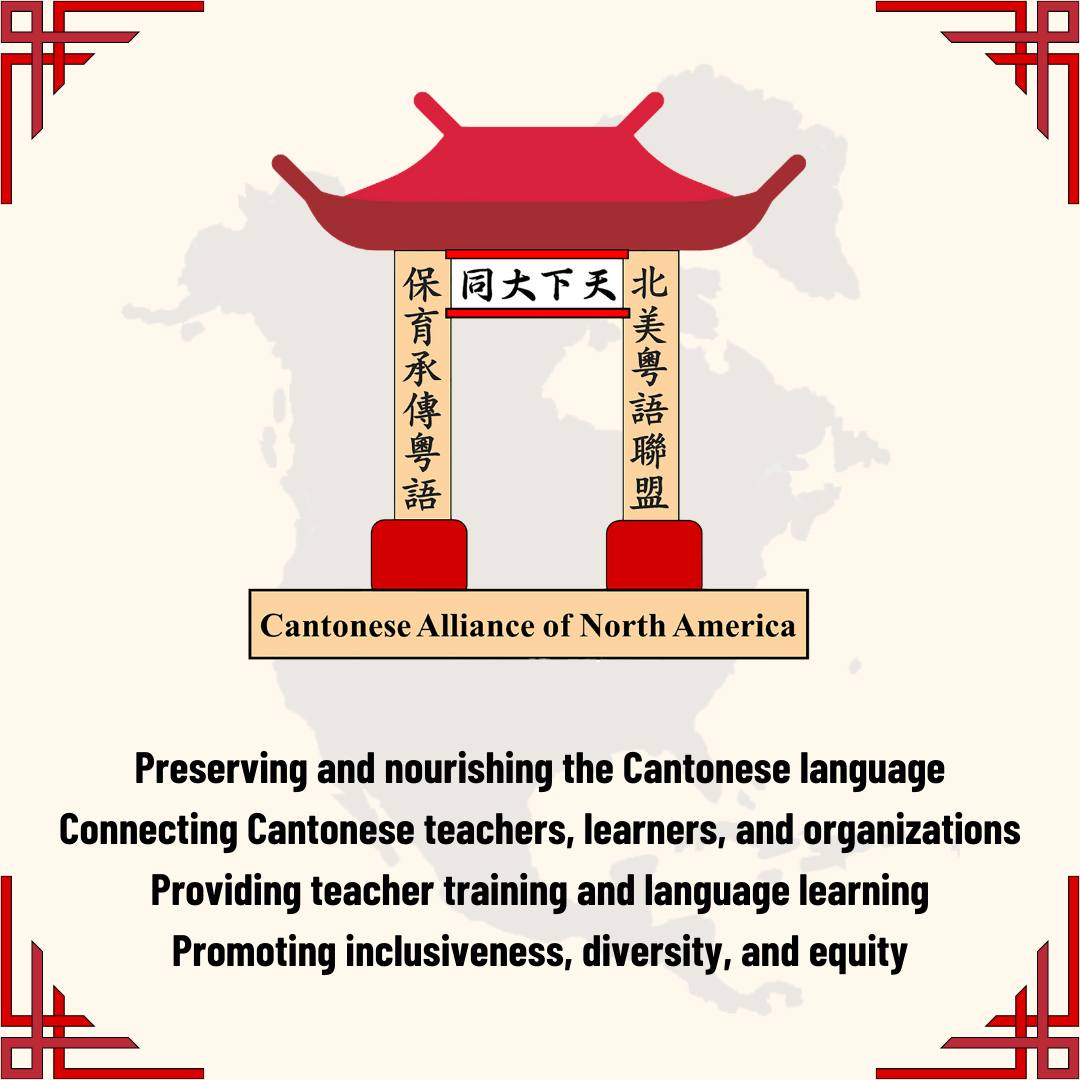 同大下天
北美粵語聯盟
保育承傳粵語
Cantonese Alliance of North America
Preserving and nourishing the Cantonese language
Connecting Cantonese teachers, learners, and organizations
Providing teacher training and language learning
Promoting inclusiveness, diversity, and equity